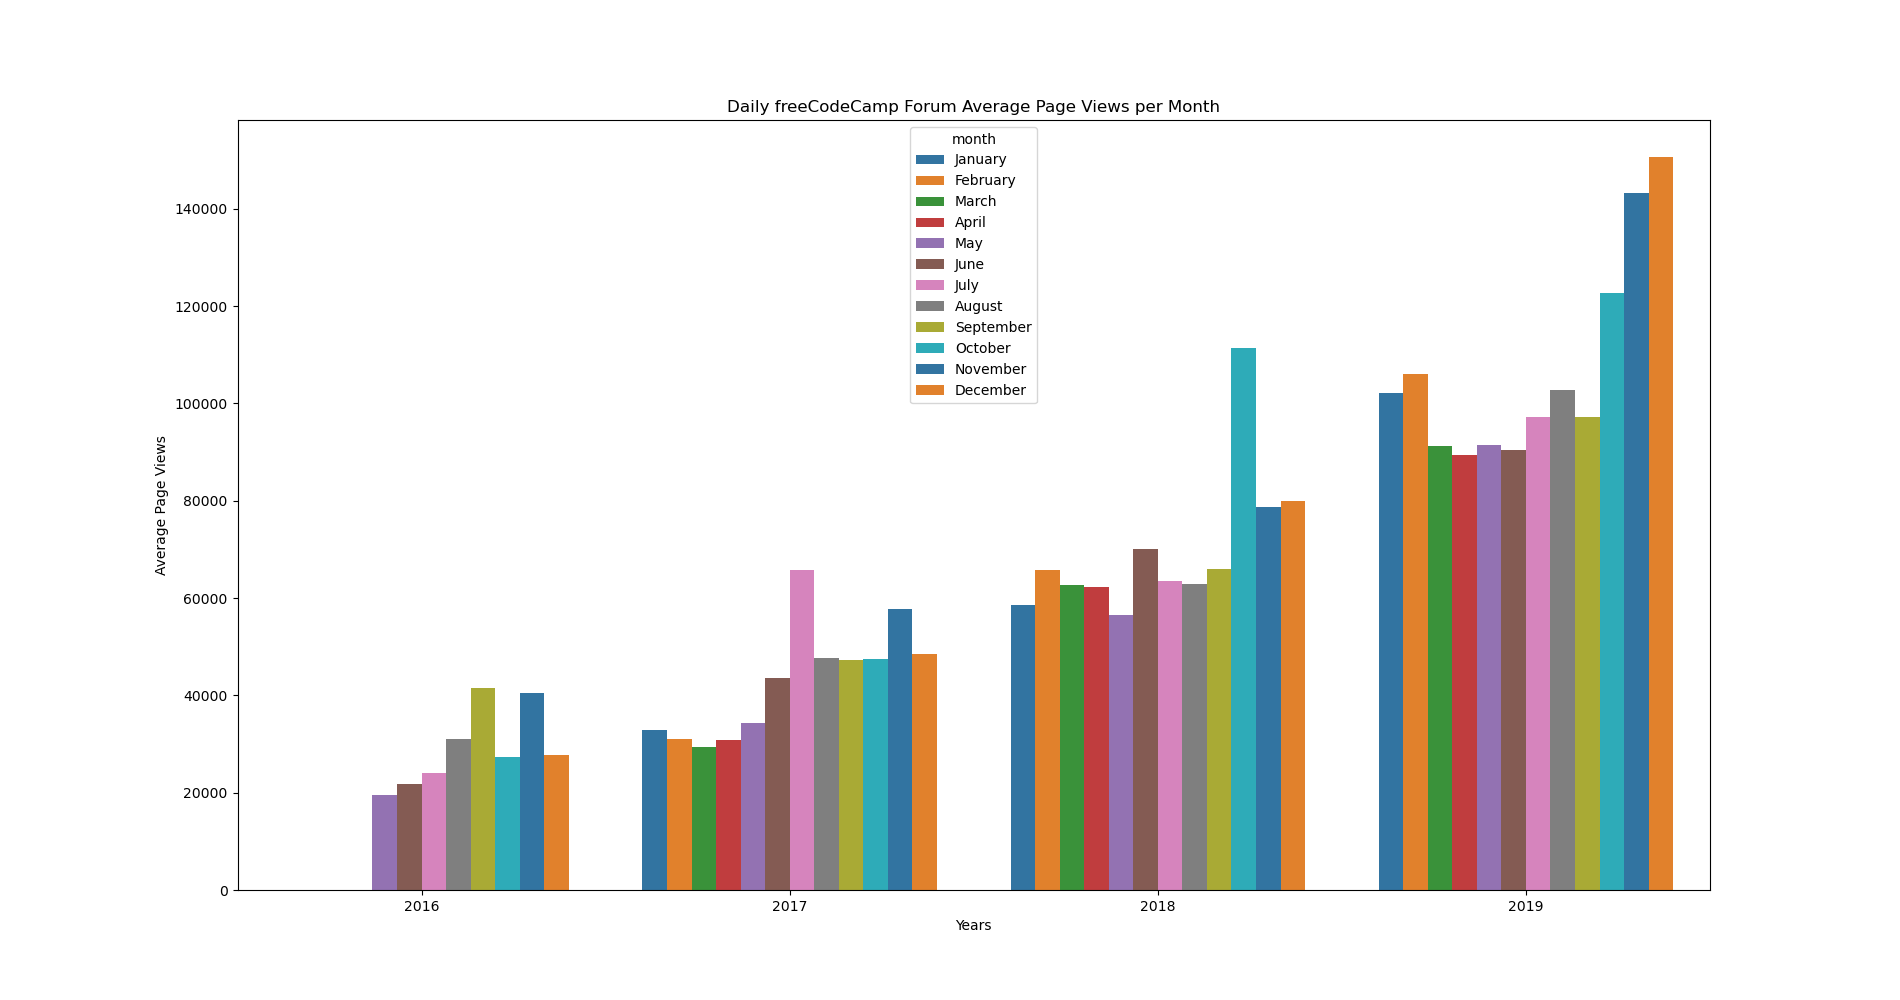 Daily freeCodeCamp Forum Average Page Views per Month
month
January
February
March
April
May
June
July
August
September
October
November
December
Average Page Views
140000
120000
100000
80000
60000
40000
20000
0
2016 2017 2018 2019
Years